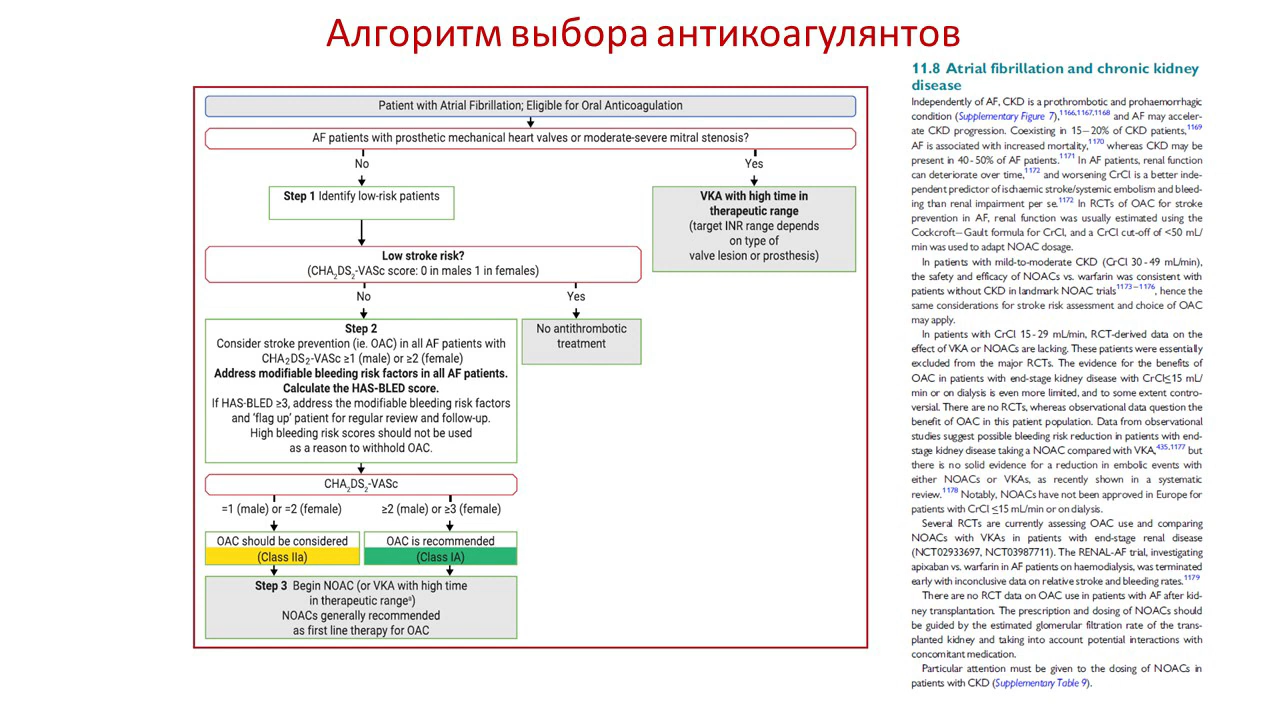 Алгоритм выбора антикоагулянтов
Patient with Atrial Fibrillation; Eligible for Oral Anticoagulation
AF patients with prosthetic mechanical heart valves or moderate-severe mitral stenosis?
No
Yes
Step 1 Identify low-risk patients
VKA with high time in
therapeutic range
(target INR range depends
on type of
valve lesion or prosthesis)
Low stroke risk?
(CHA2DS2-VASc score: 0 in males 1 in females)
No
Yes
Step 2
Consider stroke prevention (ie. OAC) in all AF patients with
CHA2DS2-VASc ≥1 (male) or ≥2 (female)
Address modifiable bleeding risk factors in all AF patients.
Calculate the HAS-BLED score.
If HAS-BLED ≥3, address the modifiable bleeding risk factors
and ‘flag up’ patient for regular review and follow-up.
High bleeding risk scores should not be used
as a reason to withhold OAC.
No antithrombotic
treatment
CHA2DS2-VASc
=1 (male) or =2 (female)
≥2 (male) or ≥3 (female)
OAC should be considered
(Class IIa)
OAC is recommended
(Class IA)
Step 3 Begin NOAC (or VKA with high time
in therapeutic rangeª)
NOACs generally recommended
as first line therapy for OAC
11.8 Atrial fibrillation and chronic kidney
disease
Independently of AF, CKD is a prothrombotic and prohaemorrhagic
condition (Supplementary Figure 7),1166,1167,1168 and AF may acceler-
ate CKD progression. Coexisting in 15–20% of CKD patients,1169
AF is associated with increased mortality,1170 whereas CKD may be
present in 40-50% of AF patients.1171 In AF patients, renal function
can deteriorate over time,1172 and worsening CrCl is a better inde-
pendent predictor of ischaemic stroke/systemic embolism and bleed-
ing than renal impairment per se.1172 In RCTs of OAC for stroke
prevention in AF, renal function was usually estimated using the
Cockcroft–Gault formula for CrCl, and a CrCl cut-off of <50 mL/
min was used to adapt NOAC dosage.
In patients with mild-to-moderate CKD (CrCl 30-49 mL/min),
the safety and efficacy of NOACs vs. warfarin was consistent with
patients without CKD in landmark NOAC trials1173–1176, hence the
same considerations for stroke risk assessment and choice of OAC
may apply.
In patients with CrCl 15-29 mL/min, RCT-derived data on the
effect of VKA or NOACs are lacking. These patients were essentially
excluded from the major RCTs. The evidence for the benefits of
OAC in patients with end-stage kidney disease with CrCl≤15 mL/
min or on dialysis is even more limited, and to some extent contro-
versial. There are no RCTs, whereas observational data question the
benefit of OAC in this patient population. Data from observational
studies suggest possible bleeding risk reduction in patients with end-
stage kidney disease taking a NOAC compared with VKA,435,1177 but
there is no solid evidence for a reduction in embolic events with
either NOACs or VKAs, as recently shown in a systematic
review.1178 Notably, NOACs have not been approved in Europe for
patients with CrCl ≤15 mL/min or on dialysis.
Several RCTs are currently assessing OAC use and comparing
NOACs with VKAs in patients with end-stage renal disease
(NCT02933697, NCT03987711). The RENAL-AF trial, investigating
apixaban vs. warfarin in AF patients on haemodialysis, was terminated
early with inconclusive data on relative stroke and bleeding rates.1179
There are no RCT data on OAC use in patients with AF after kid-
ney transplantation. The prescription and dosing of NOACs should
be guided by the estimated glomerular filtration rate of the trans-
planted kidney and taking into account potential interactions with
concomitant medication.
Particular attention must be given to the dosing of NOACs in
patients with CKD (Supplementary Table 9).